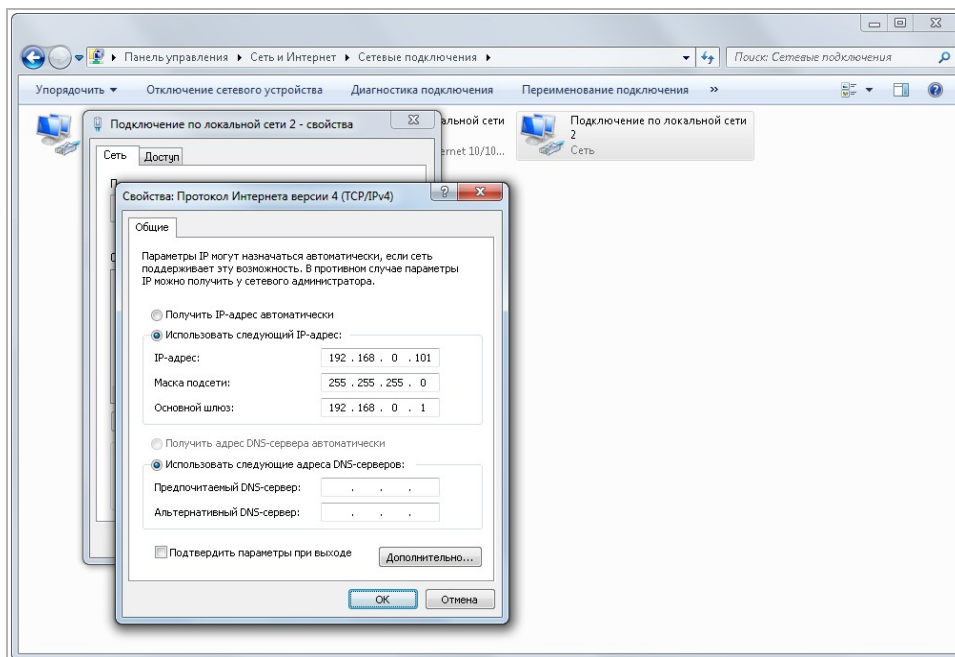 Панель управления ▸ Сеть и Интернет ▸ Сетевые подключения ▸
Поиск: Сетевые подключения
Упорядочить ▾ Отключение сетевого устройства Диагностика подключения Переименование подключения »
Подключение по локальной сети 2 - свойства
альной сети
ernet 10/10...
Подключение по локальной сети
2
Сеть
Сеть Доступ
Свойства: Протокол Интернета версии 4 (TCP/IPv4)
Общие
Параметры IP могут назначаться автоматически, если сеть
поддерживает эту возможность. В противном случае параметры
IP можно получить у сетевого администратора.
Получить IP-адрес автоматически
Использовать следующий IP-адрес:
IP-адрес: 192 . 168 . 0 . 101
Маска подсети: 255 . 255 . 255 . 0
Основной шлюз: 192 . 168 . 0 . 1
Получить адрес DNS-сервера автоматически
Использовать следующие адреса DNS-серверов:
Предпочитаемый DNS-сервер: . . .
Альтернативный DNS-сервер: . . .
Подтвердить параметры при выходе
Дополнительно...
ОК Отмена